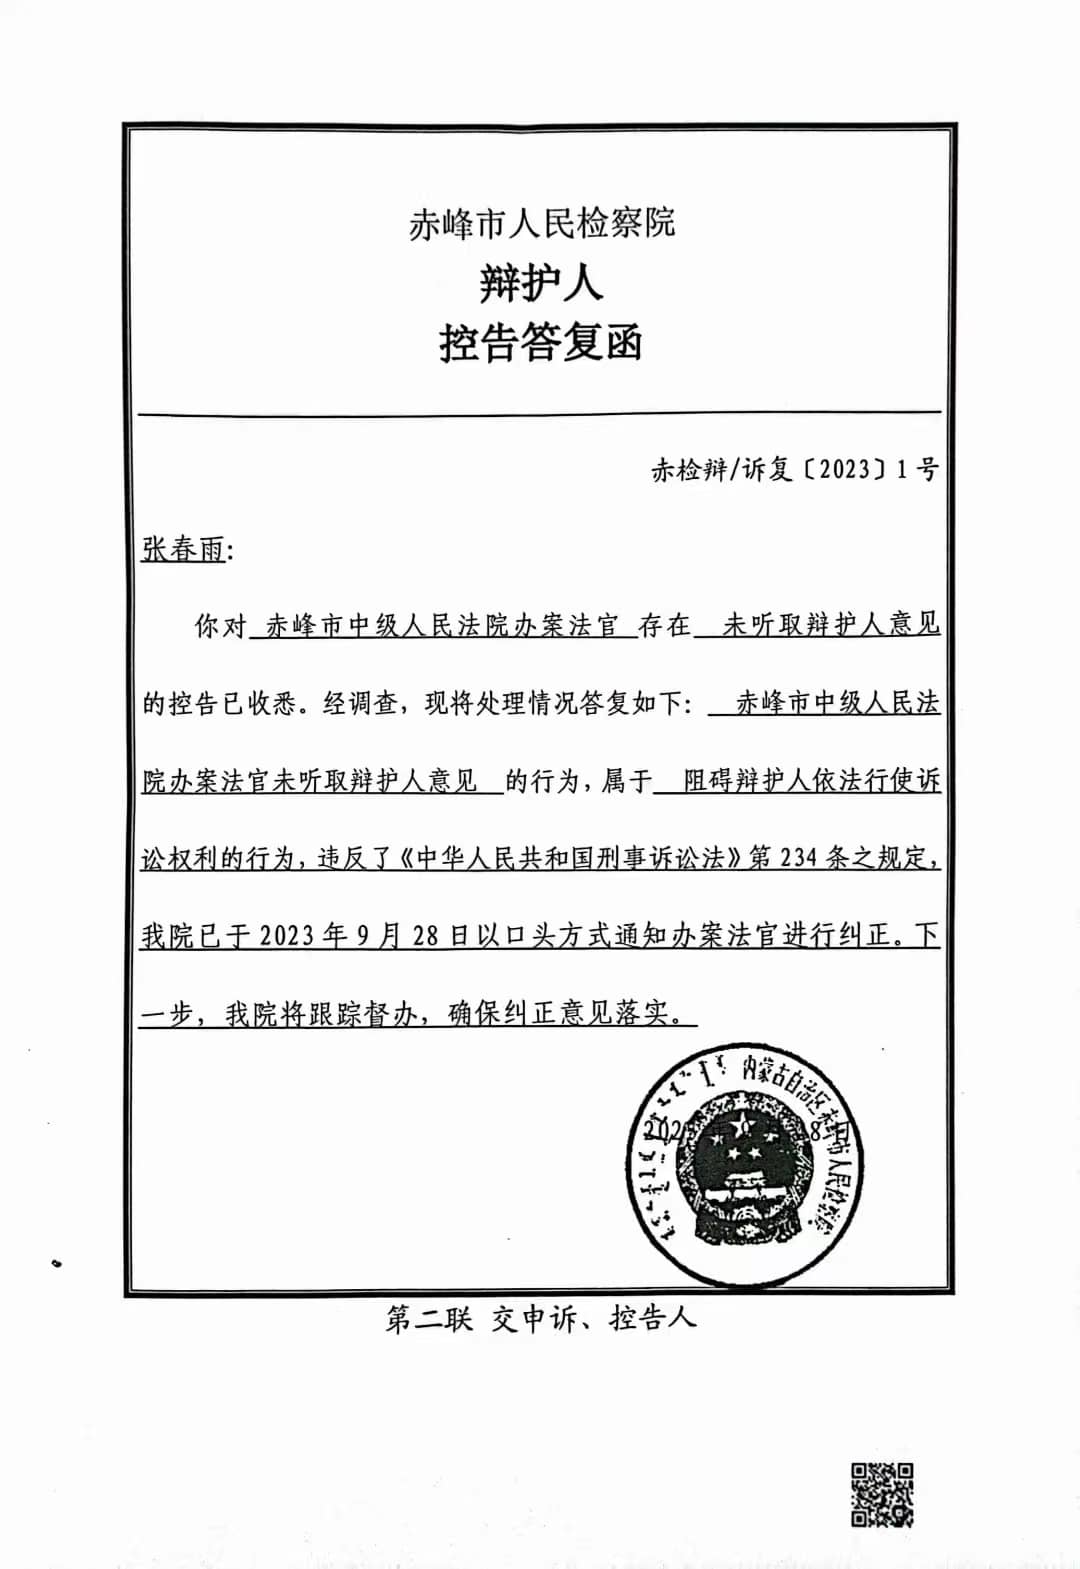 赤峰市人民检察院
辩护人
控告答复函
赤检辩/诉复〔2023〕1号
张春雨:
你对 赤峰市中级人民法院办案法官 存在 未听取辩护人意见
的控告已收悉。经调查，现将处理情况答复如下: 赤峰市中级人民法
院办案法官未听取辩护人意见 的行为,属于 阻碍辩护人依法行使诉
讼权利的行为,违反了《中华人民共和国刑事诉讼法》第234条之规定,
我院已于2023年9月28日以口头方式通知办案法官进行纠正。下
一步，我院将跟踪督办，确保纠正意见落实。
内蒙古自治区赤峰市人民检察院
第二联 交申诉、控告人